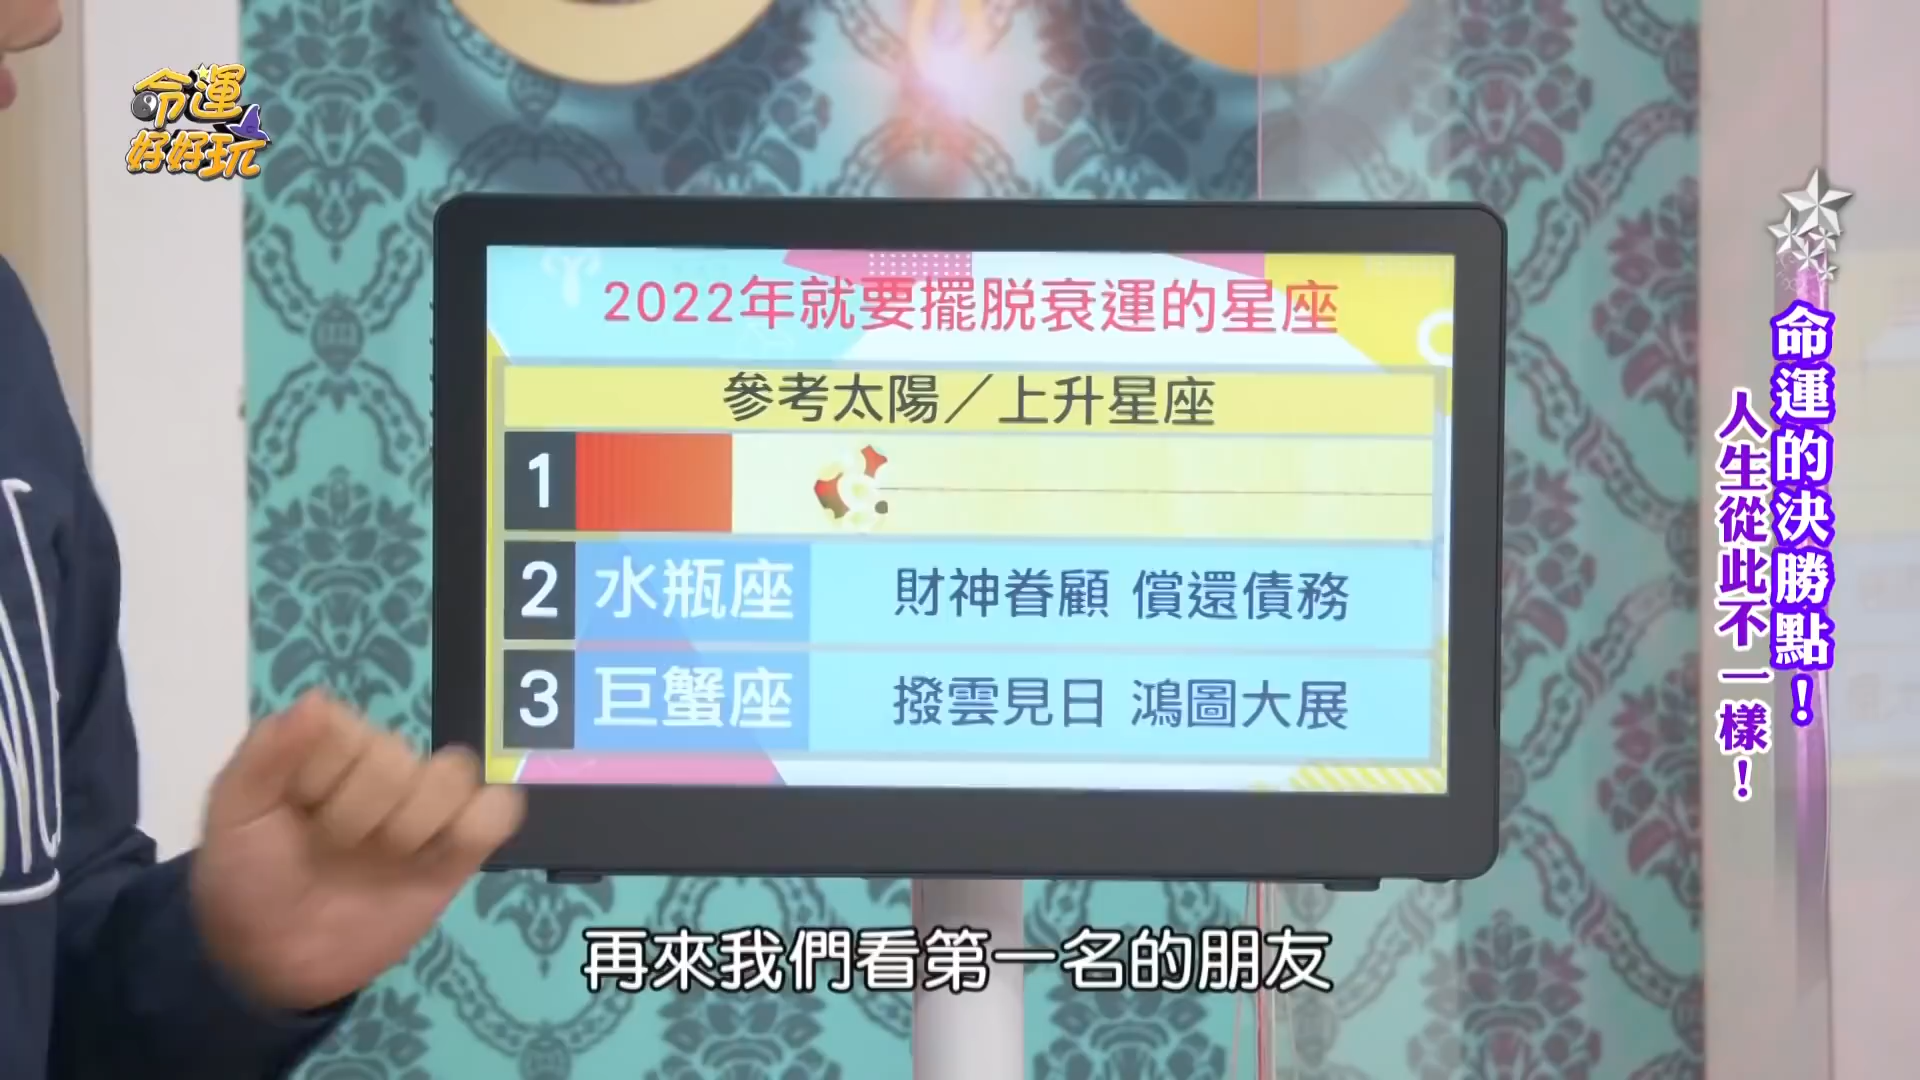 命運
好好玩
2022年就要擺脫衰運的星座
參考太陽／上升星座
1
2 水瓶座 財神眷顧 償還債務
3 巨蟹座 撥雲見日 鴻圖大展
命運的決勝點！
人生從此不一樣！
再來我們看第一名的朋友